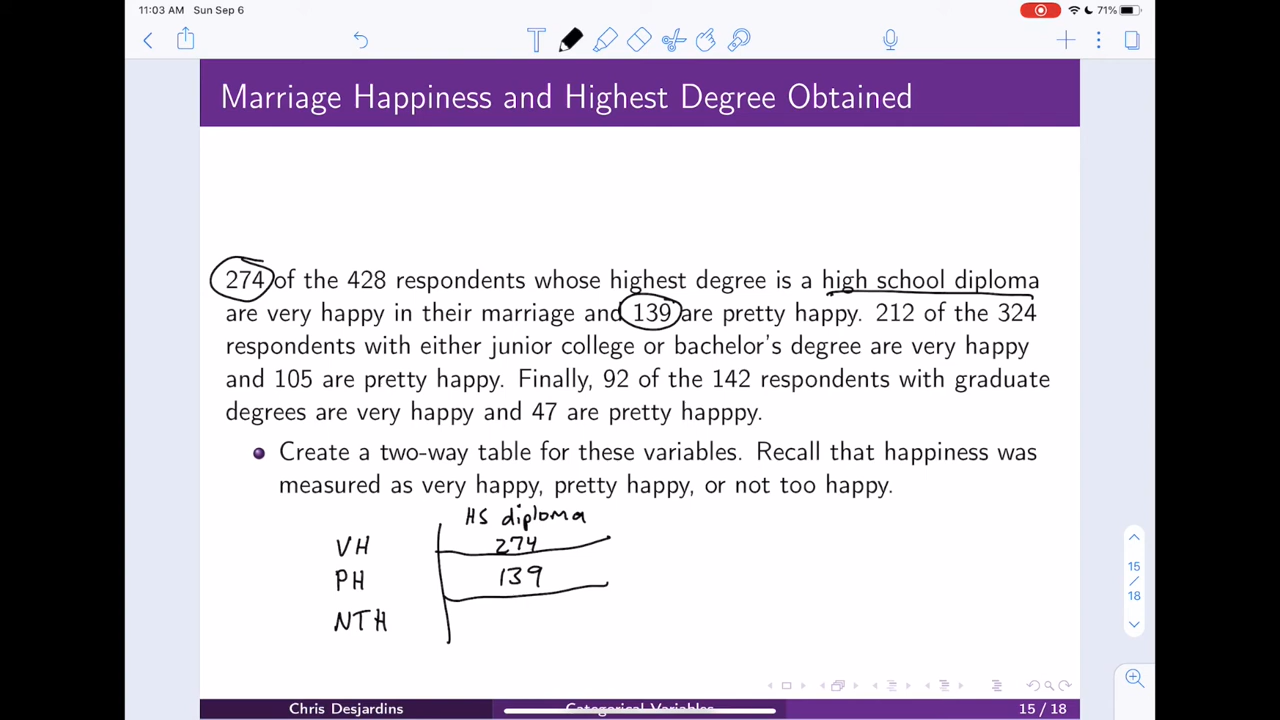 11:03 AM Sun Sep 6
71%
T
Marriage Happiness and Highest Degree Obtained
274 of the 428 respondents whose highest degree is a high school diploma
are very happy in their marriage and 139 are pretty happy. 212 of the 324
respondents with either junior college or bachelor's degree are very happy
and 105 are pretty happy. Finally, 92 of the 142 respondents with graduate
degrees are very happy and 47 are pretty happpy.
Create a two-way table for these variables. Recall that happiness was
measured as very happy, pretty happy, or not too happy.
HS diploma
VH 274
PH 139
NTH
15
/
18
Chris Desjardins Categorical Variables 15 / 18